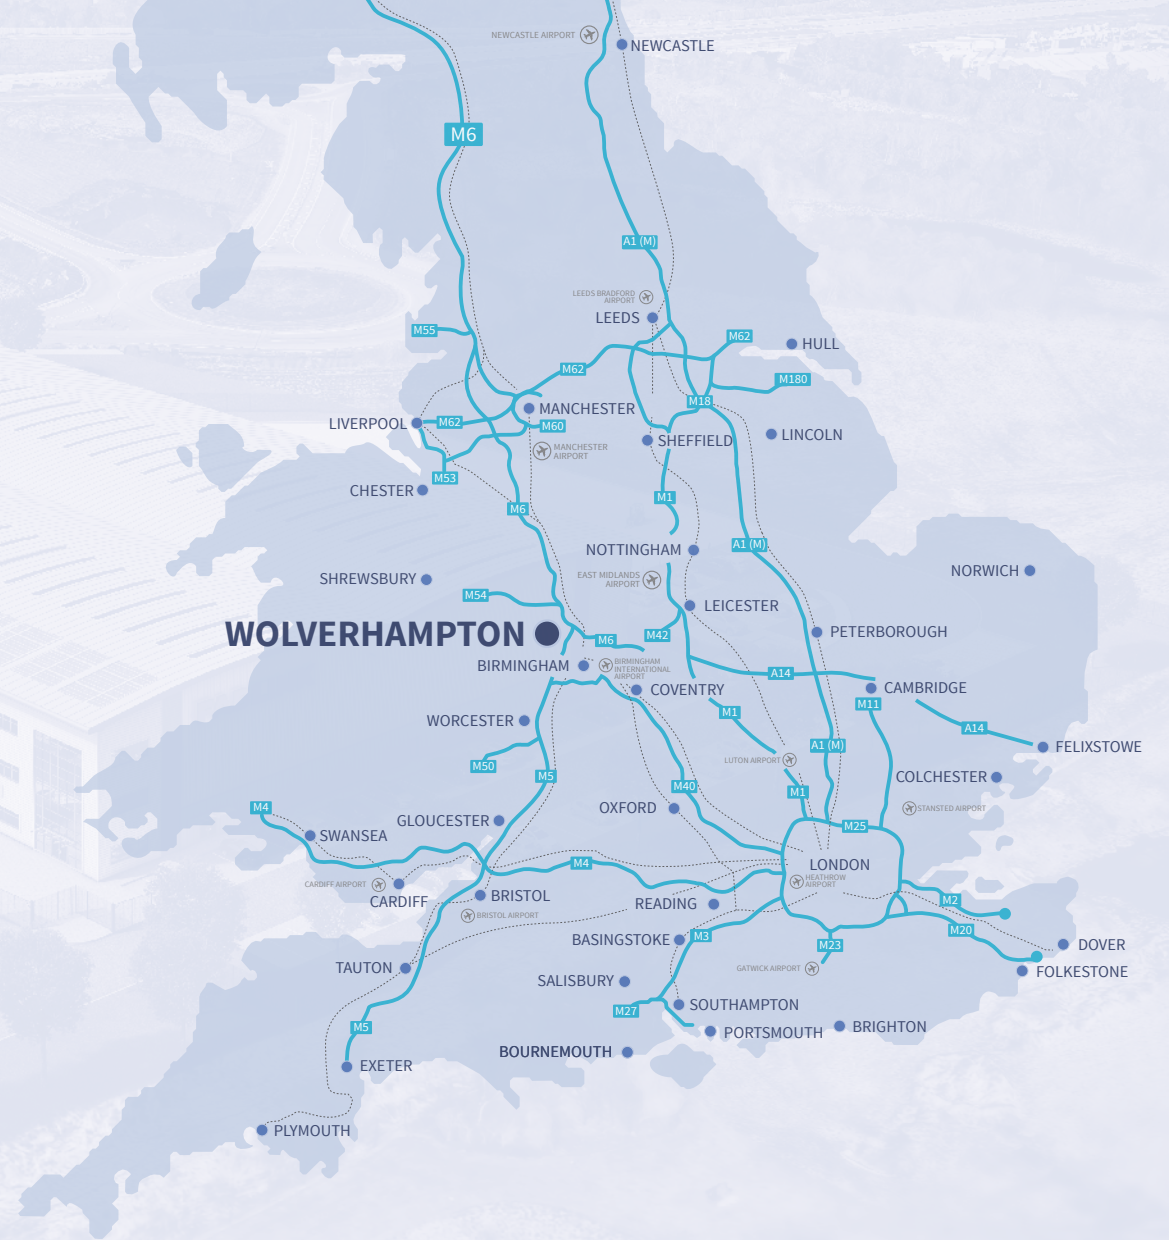 NEWCASTLE AIRPORT
NEWCASTLE
M6
A1 (M)
LEEDS BRADFORD
AIRPORT
LEEDS
M55
M62
HULL
M62
M180
M18
MANCHESTER
LIVERPOOL
M62
M60
SHEFFIELD
LINCOLN
MANCHESTER
AIRPORT
M53
CHESTER
M1
M6
NOTTINGHAM
A1 (M)
NORWICH
SHREWSBURY
EAST MIDLANDS
AIRPORT
M54
LEICESTER
WOLVERHAMPTON
M6
M42
PETERBOROUGH
BIRMINGHAM
BIRMINGHAM
INTERNATIONAL
AIRPORT
A14
COVENTRY
CAMBRIDGE
M11
WORCESTER
M1
A14
A1 (M)
FELIXSTOWE
M50
LUTON AIRPORT
M5
COLCHESTER
M40
M1
M4
OXFORD
STANSTED AIRPORT
GLOUCESTER
M25
SWANSEA
M4
LONDON
CARDIFF AIRPORT
HEATHROW
AIRPORT
CARDIFF
BRISTOL
READING
M2
BRISTOL AIRPORT
M20
BASINGSTOKE
M3
M23
DOVER
TAUTON
GATWICK AIRPORT
FOLKESTONE
SALISBURY
M27
SOUTHAMPTON
M5
PORTSMOUTH
BRIGHTON
BOURNEMOUTH
EXETER
PLYMOUTH